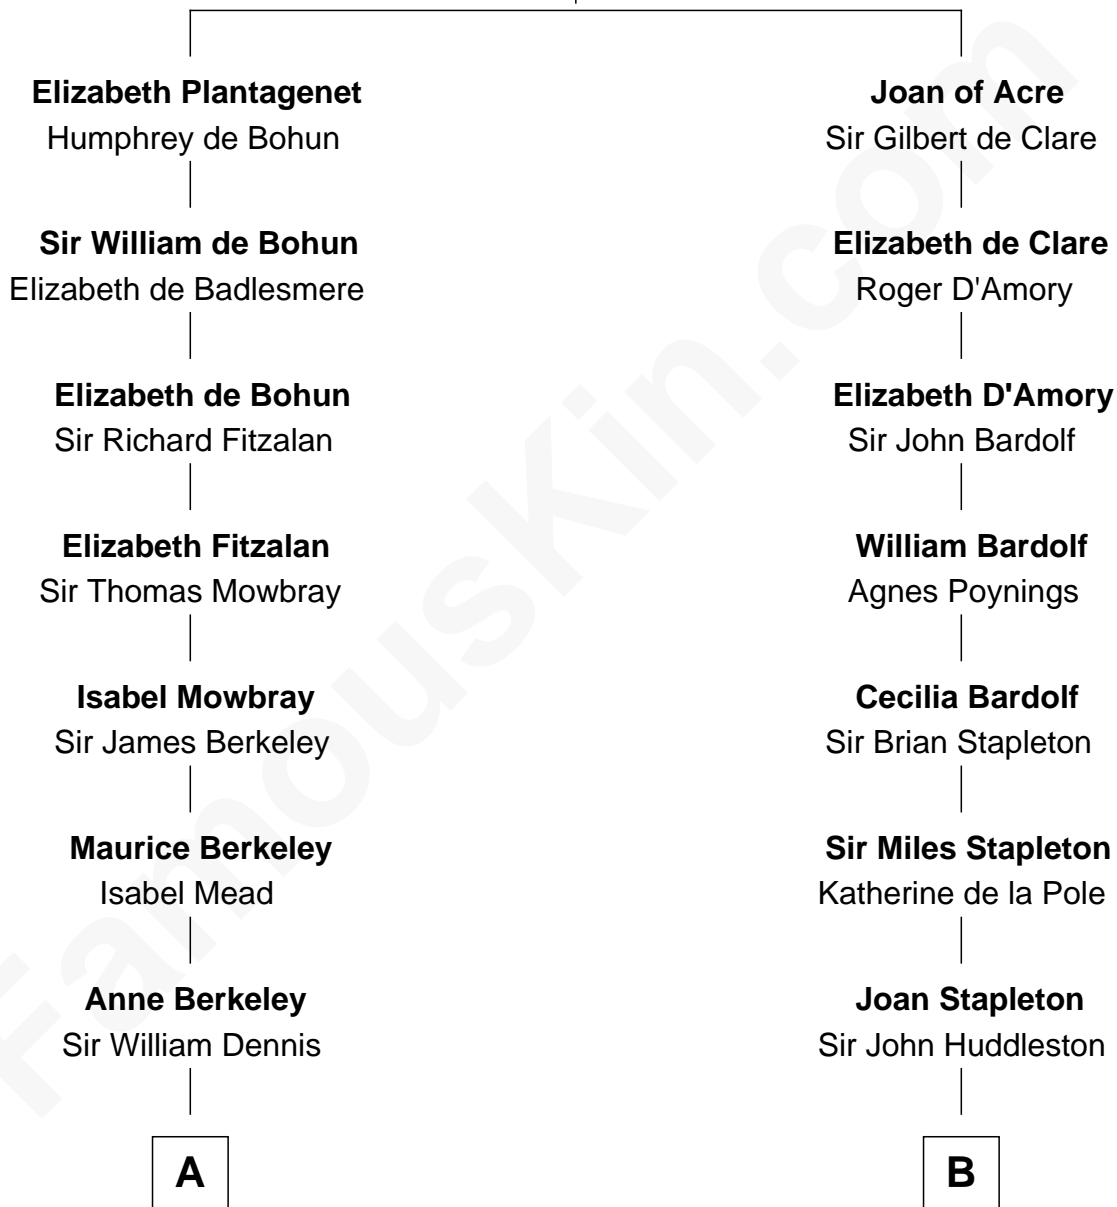 Elizabeth Plantagenet
Humphrey de Bohun
Sir William de Bohun
Elizabeth de Badlesmere
Elizabeth de Bohun
Sir Richard Fitzalan
Elizabeth Fitzalan
Sir Thomas Mowbray
Isabel Mowbray
Sir James Berkeley
Maurice Berkeley
Isabel Mead
Anne Berkeley
Sir William Dennis
A
Joan of Acre
Sir Gilbert de Clare
Elizabeth de Clare
Roger D'Amory
Elizabeth D'Amory
Sir John Bardolf
William Bardolf
Agnes Poynings
Cecilia Bardolf
Sir Brian Stapleton
Sir Miles Stapleton
Katherine de la Pole
Joan Stapleton
Sir John Huddleston
B
FamousKin.com